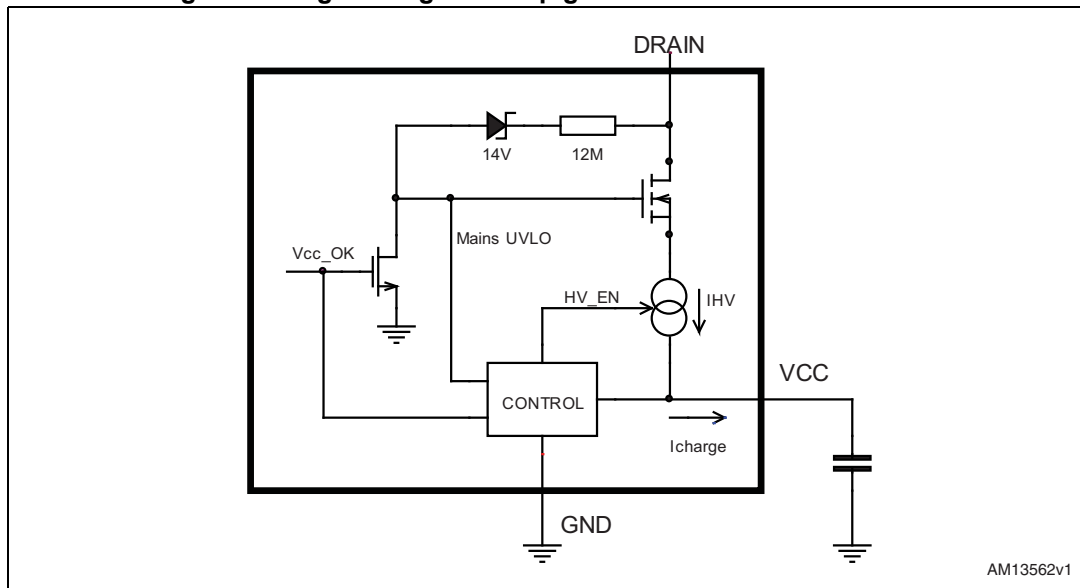 DRAIN
14V
12M
Mains UVLO
Vcc_OK
HV_EN
IHV
CONTROL
VCC
Icharge
GND
AM13562v1